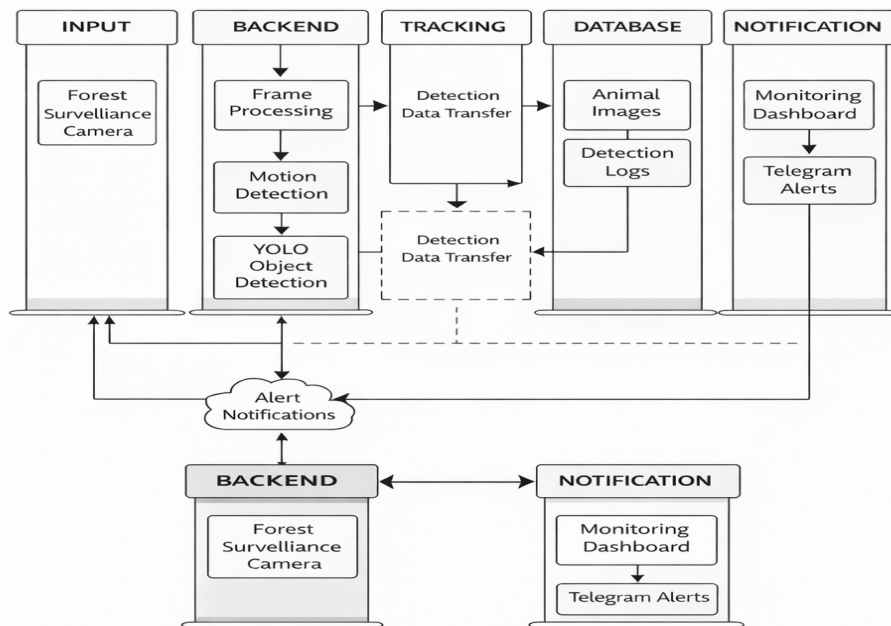 INPUT
BACKEND
TRACKING
DATABASE
NOTIFICATION
Forest
Survelliance
Camera
Frame
Processing
Motion
Detection
YOLO
Object
Detection
Detection
Data Transfer
Detection
Data Transfer
Animal
Images
Detection
Logs
Monitoring
Dashboard
Telegram
Alerts
Alert
Notifications
BACKEND
NOTIFICATION
Forest
Survelliance
Camera
Monitoring
Dashboard
Telegram Alerts